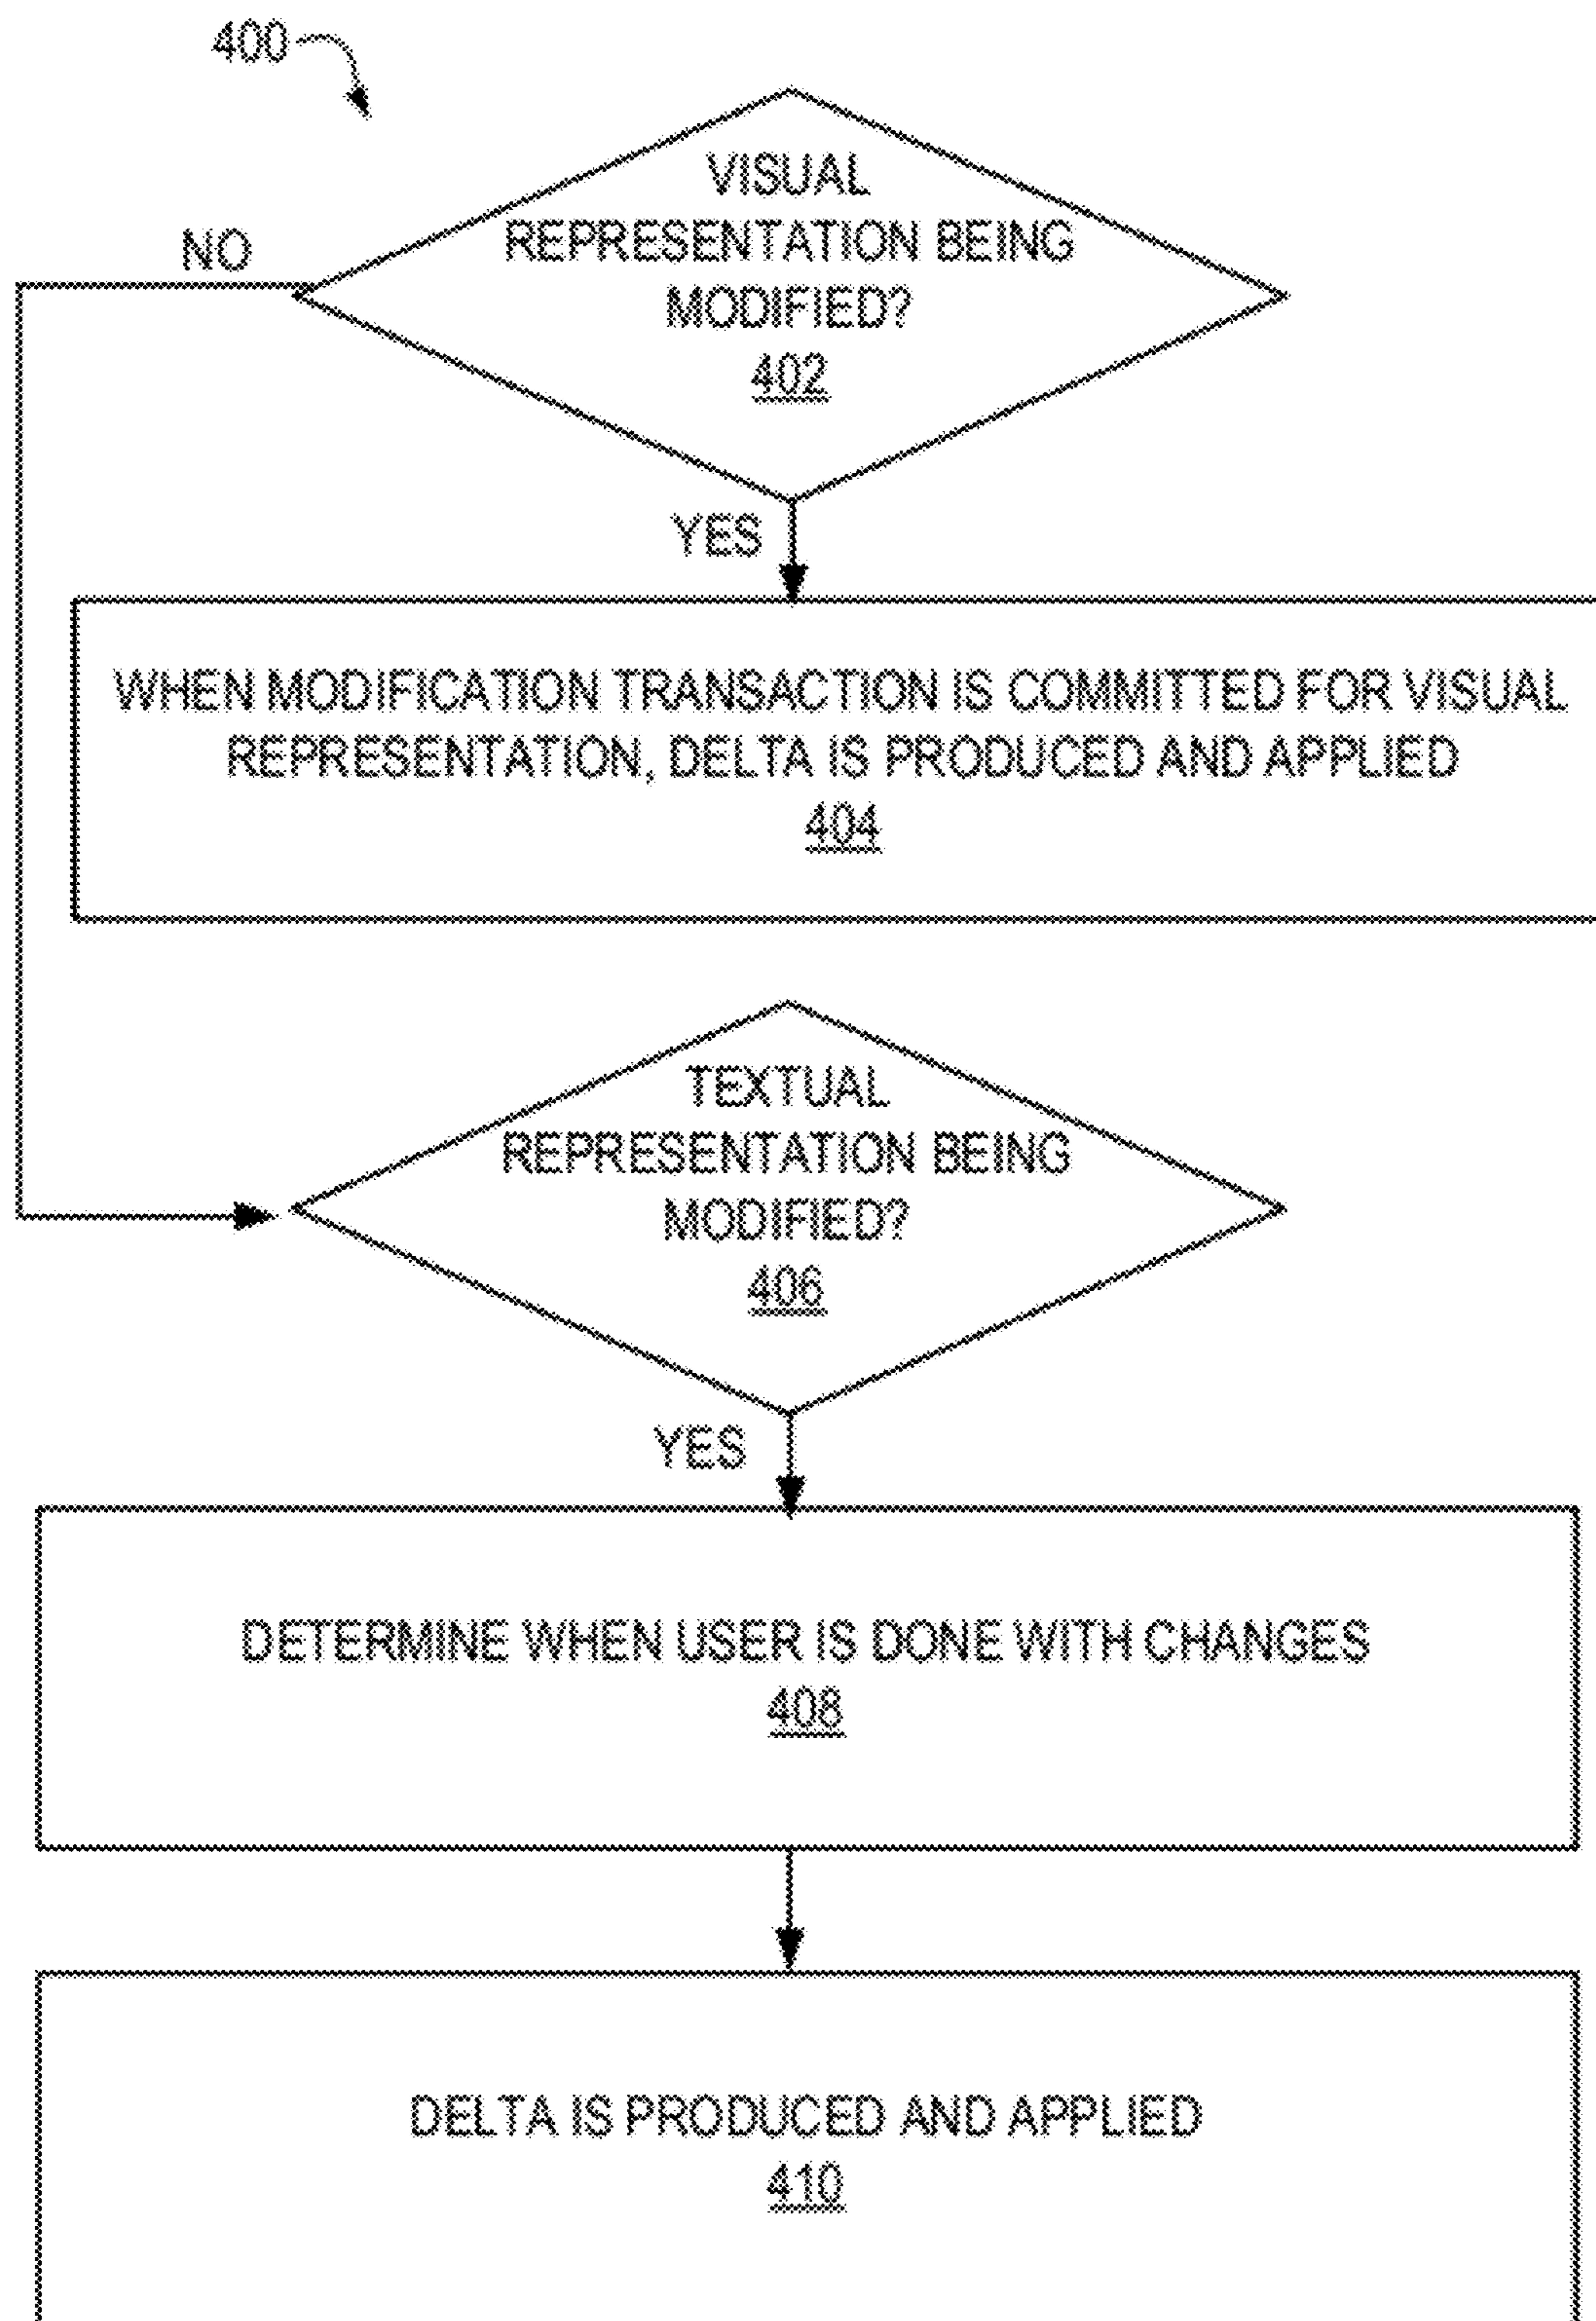 400
VISUAL
REPRESENTATION BEING
MODIFIED?
402
NO
YES
WHEN MODIFICATION TRANSACTION IS COMMITTED FOR VISUAL
REPRESENTATION, DELTA IS PRODUCED AND APPLIED
404
TEXTUAL
REPRESENTATION BEING
MODIFIED?
406
YES
DETERMINE WHEN USER IS DONE WITH CHANGES
408
DELTA IS PRODUCED AND APPLIED
410